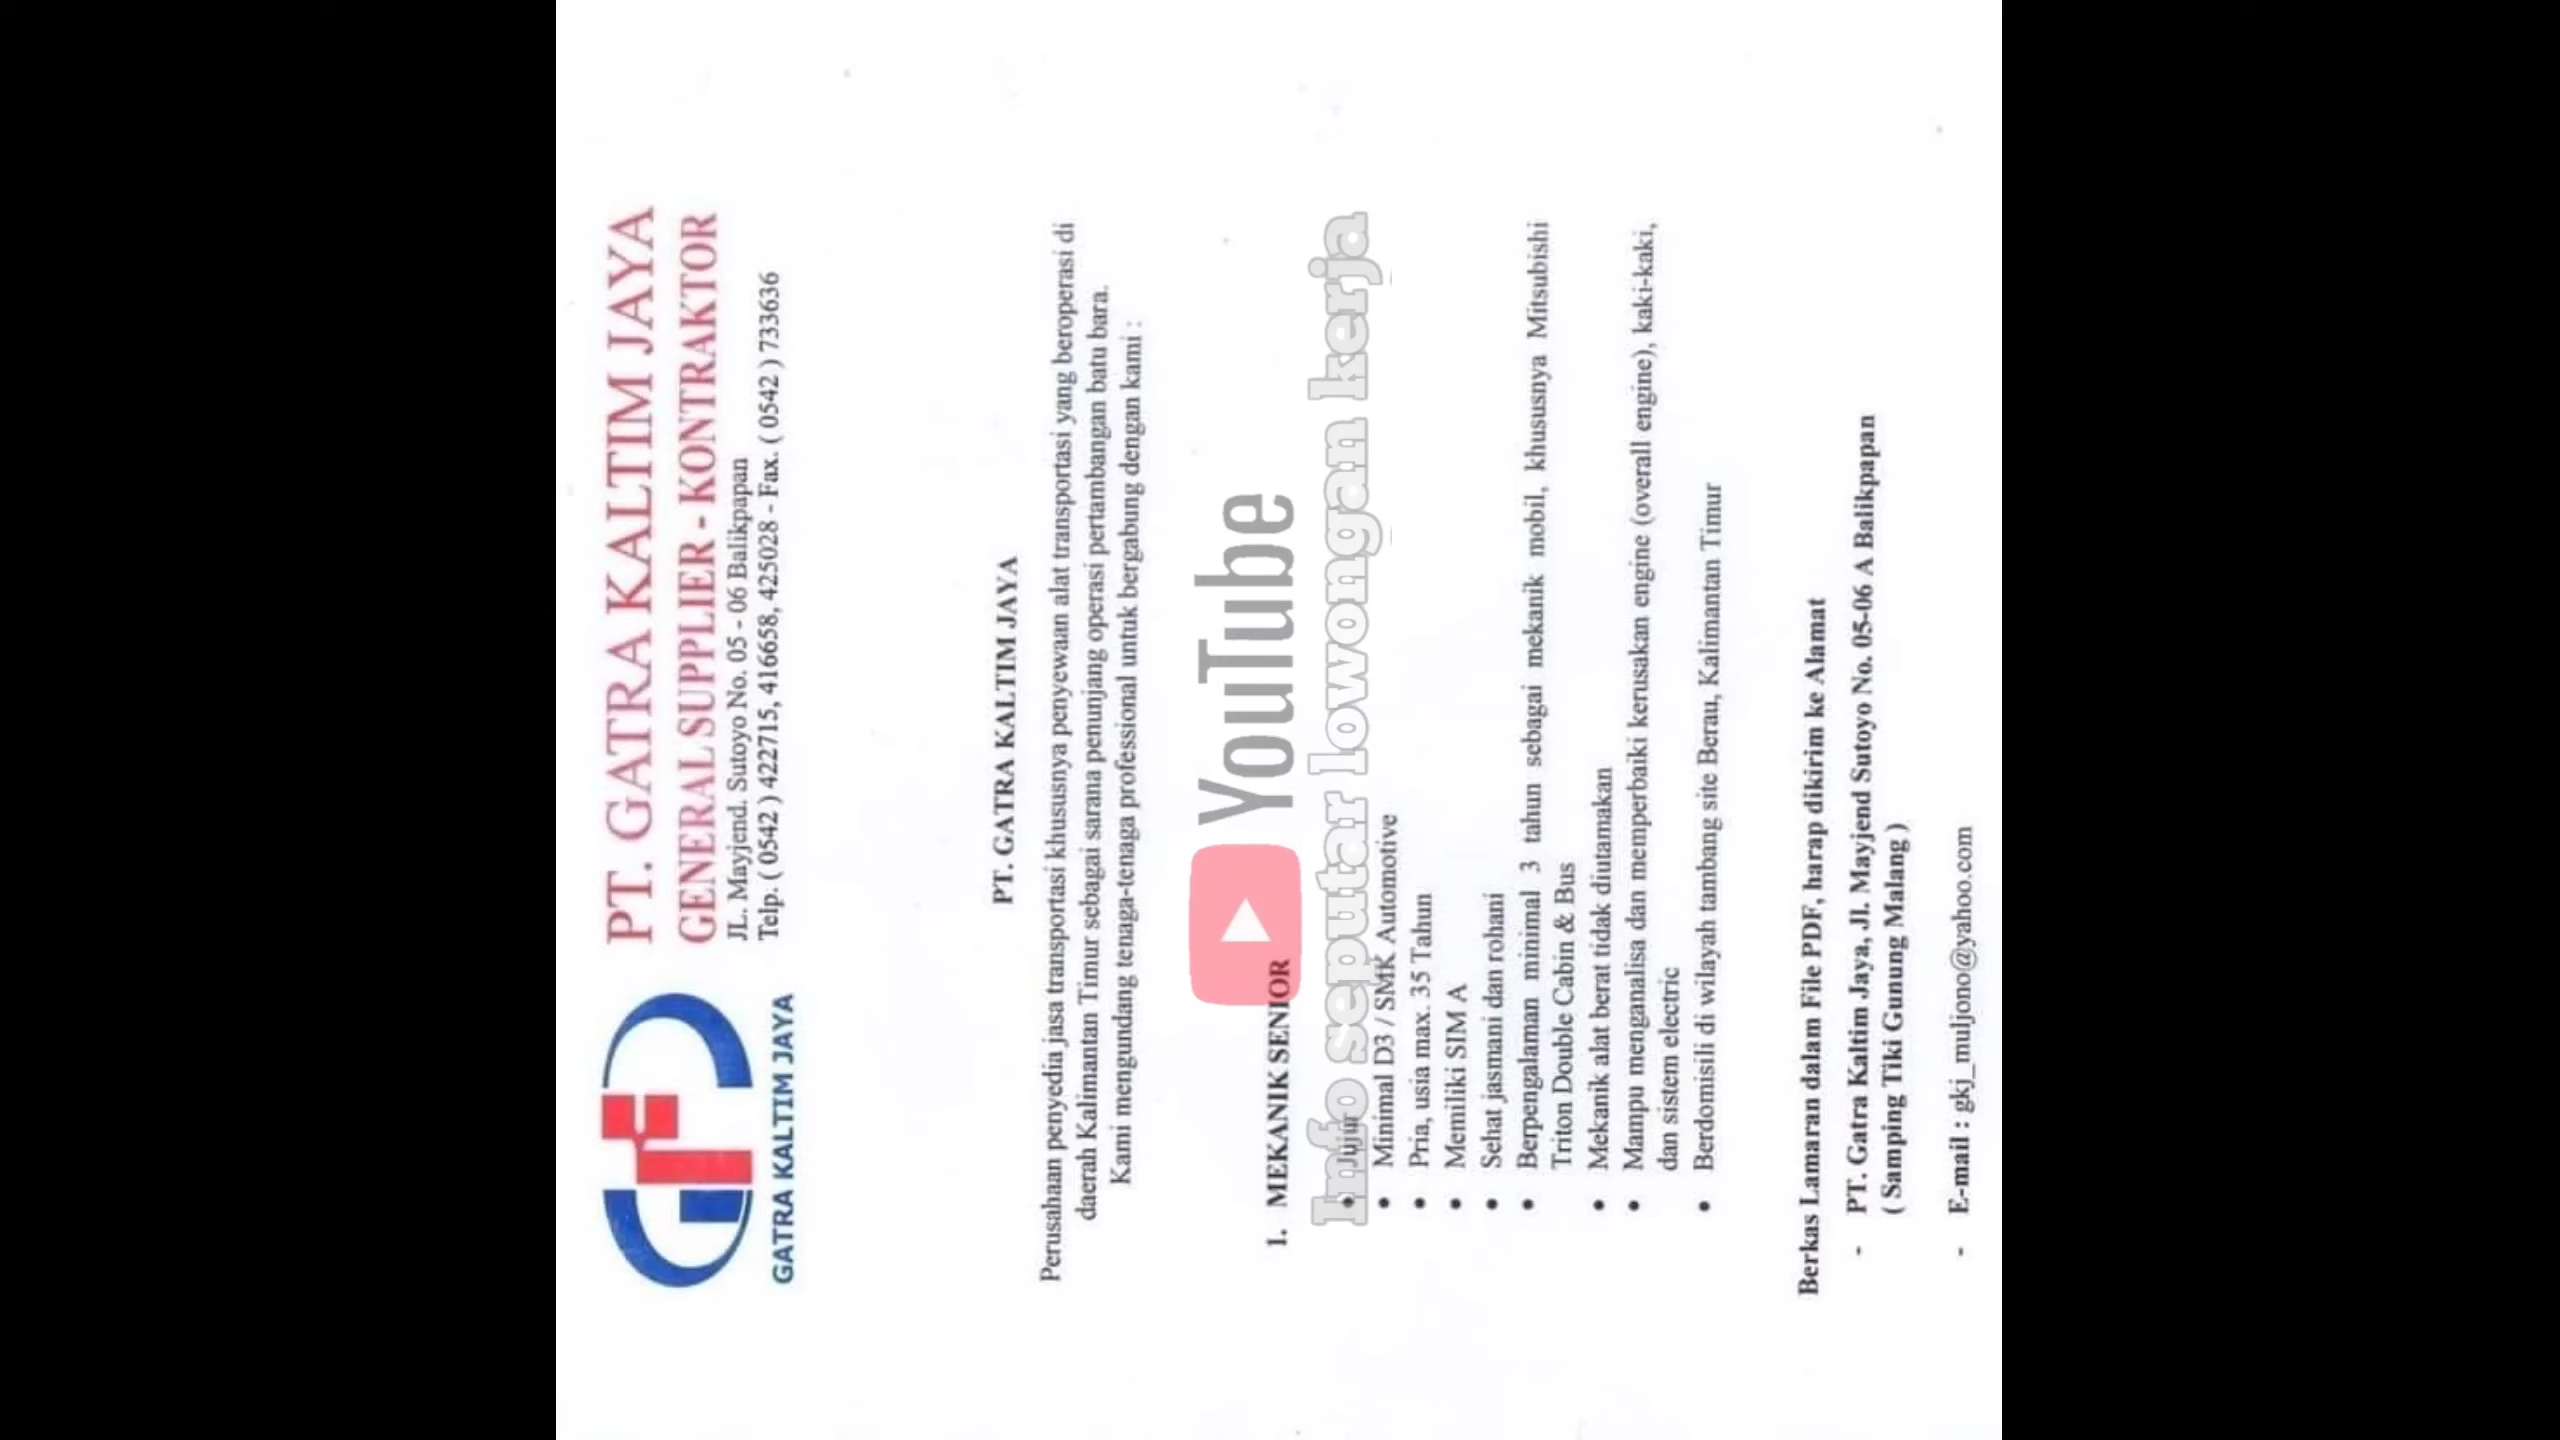 PT. GATRA KALTIM JAYA
GENERAL SUPPLIER - KONTRAKTOR
JL. Mayjend. Sutoyo No. 05 - 06 Balikpapan
Telp. ( 0542 ) 422715, 416658, 425028 - Fax. ( 0542 ) 733636
GATRA KALTIM JAYA
PT. GATRA KALTIM JAYA
Perusahaan penyedia jasa transportasi khususnya penyewaan alat transportasi yang beroperasi di
daerah Kalimantan Timur sebagai sarana penunjang operasi pertambangan batu bara.
Kami mengundang tenaga-tenaga professional untuk bergabung dengan kami :
YouTube
1. MEKANIK SENIOR
Info seputar lowongan kerja
• Jujur
• Minimal D3 / SMK Automotive
• Pria, usia max. 35 Tahun
• Memiliki SIM A
• Sehat jasmani dan rohani
• Berpengalaman minimal 3 tahun sebagai mekanik mobil, khususnya Mitsubishi
Triton Double Cabin & Bus
• Mekanik alat berat tidak diutamakan
• Mampu menganalisa dan memperbaiki kerusakan engine (overall engine), kaki-kaki,
dan sistem electric
• Berdomisili di wilayah tambang site Berau, Kalimantan Timur
Berkas Lamaran dalam File PDF, harap dikirim ke Alamat
- PT. Gatra Kaltim Jaya, Jl. Mayjend Sutoyo No. 05-06 A Balikpapan
( Samping Tiki Gunung Malang )
- E-mail : gkj_muljono@yahoo.com